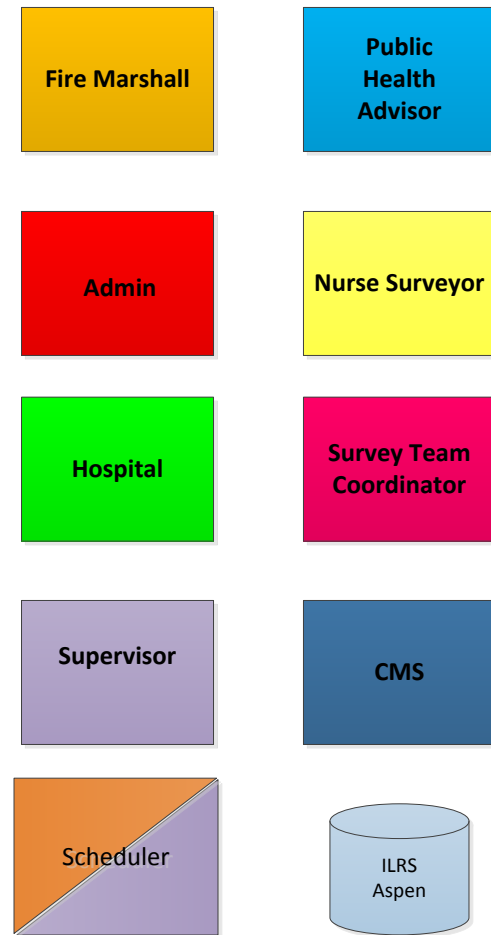 Fire Marshall
Public
Health
Advisor
Admin
Nurse Surveyor
Hospital
Survey Team
Coordinator
Supervisor
CMS
Scheduler
ILRS
Aspen